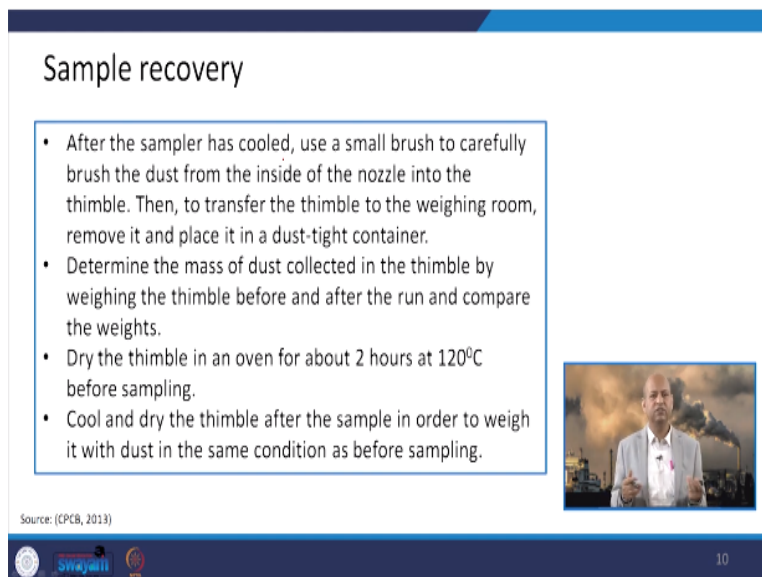 Sample recovery
• After the sampler has cooled, use a small brush to carefully
brush the dust from the inside of the nozzle into the
thimble. Then, to transfer the thimble to the weighing room,
remove it and place it in a dust-tight container.
• Determine the mass of dust collected in the thimble by
weighing the thimble before and after the run and compare
the weights.
• Dry the thimble in an oven for about 2 hours at 120⁰C
before sampling.
• Cool and dry the thimble after the sample in order to weigh
it with dust in the same condition as before sampling.
Source: (CPCB, 2013)
swayam
10